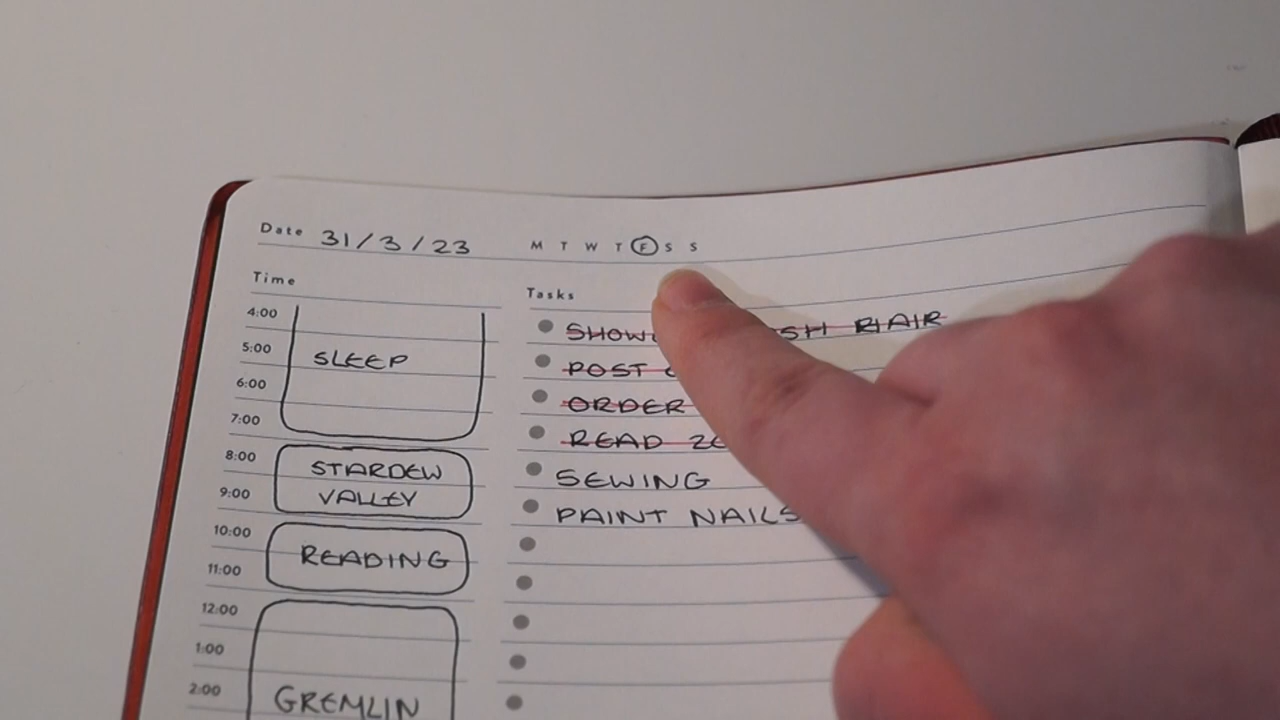 Date 31/3/23 M T W T F S S
Time
Tasks
4:00
5:00 SLEEP
6:00
7:00
8:00 STARDEW
9:00 VALLEY
10:00 READING
11:00
12:00
1:00
2:00 GREMLIN
HAIR
POST
ORDER
READ
SEWING
PAINT NAILS